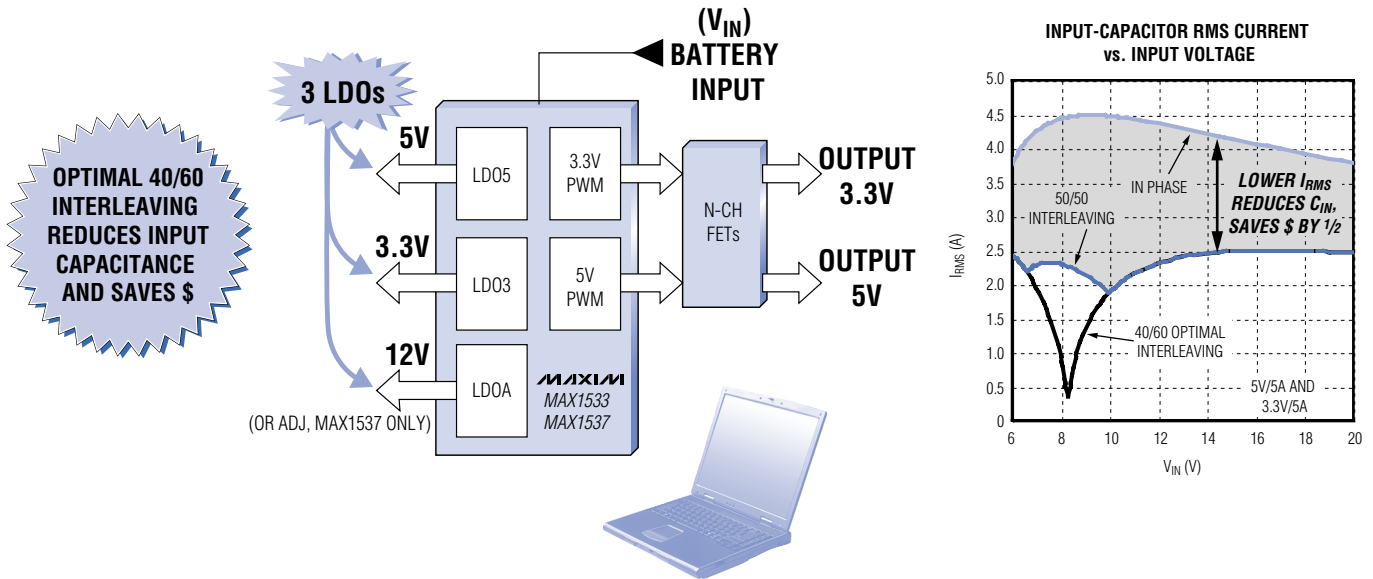 OPTIMAL 40/60
INTERLEAVING
REDUCES INPUT
CAPACITANCE
AND SAVES $
3 LDOs
5V
3.3V
12V
(OR ADJ, MAX1537 ONLY)
(VIN)
BATTERY
INPUT
LDO5
LDO3
LDOA
3.3V
PWM
5V
PWM
MAXIM
MAX1533
MAX1537
N-CH
FETs
OUTPUT
3.3V
OUTPUT
5V
INPUT-CAPACITOR RMS CURRENT
vs. INPUT VOLTAGE
5.0
4.5
4.0
3.5
3.0
2.5
2.0
1.5
1.0
0.5
0
IRMS (A)
IN PHASE
50/50
INTERLEAVING
LOWER IRMS
REDUCES CIN,
SAVES $ BY 1/2
40/60 OPTIMAL
INTERLEAVING
5V/5A AND
3.3V/5A
6 8 10 12 14 16 18 20
VIN (V)